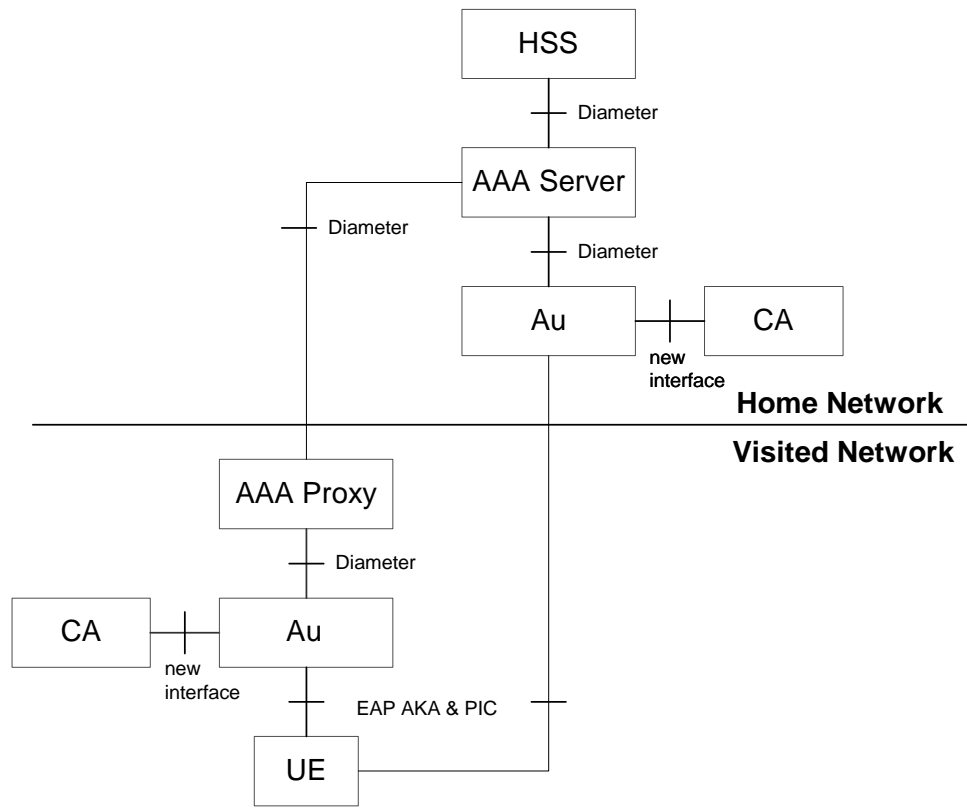 HSS
Diameter
AAA Server
Diameter
Diameter
Au
CA
new
interface
Home Network
Visited Network
AAA Proxy
Diameter
CA
Au
new
interface
EAP AKA & PIC
UE